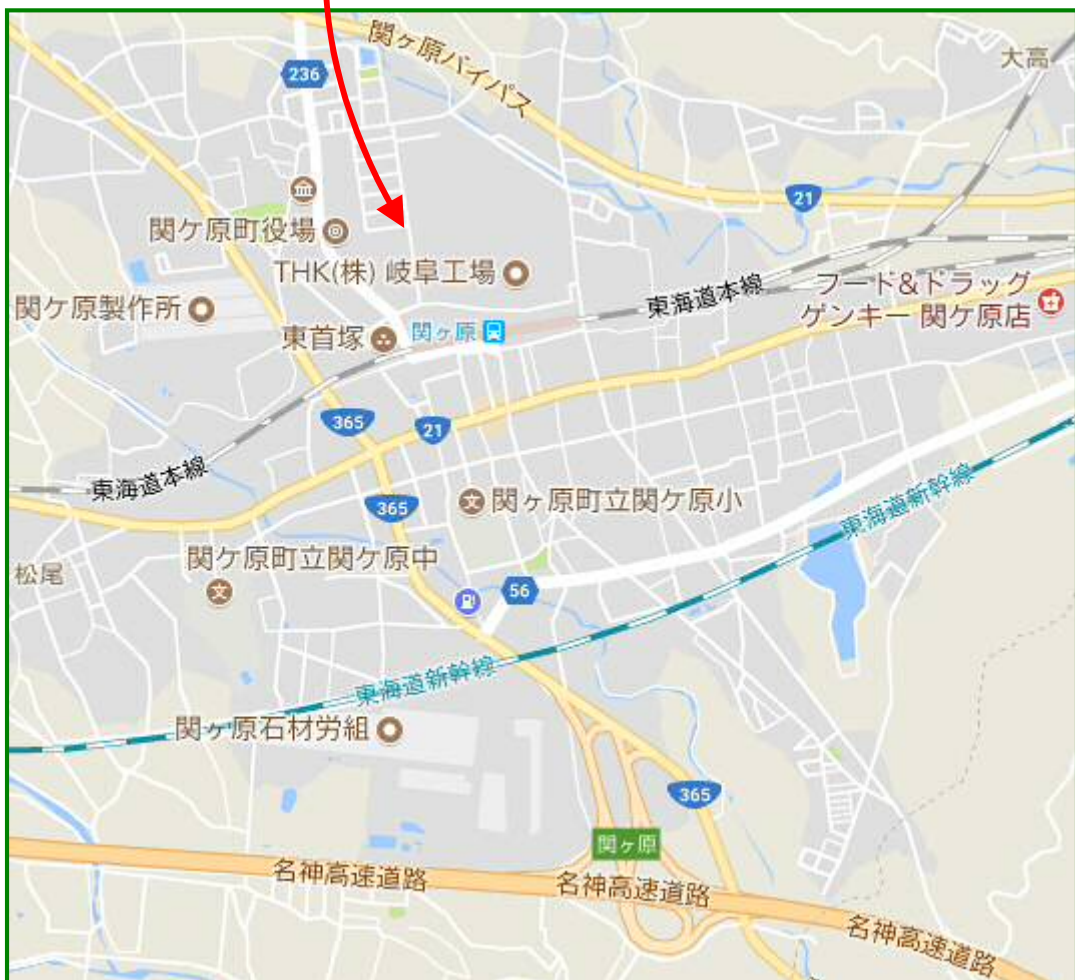 関ヶ原バイパス
大高
236
21
関ケ原町役場
THK(株) 岐阜工場
東海道本線
フード&ドラッグ
ゲンキー 関ケ原店
関ケ原製作所
東首塚
関ヶ原
365
21
東海道本線
365
関ヶ原町立関ケ原小
東海道新幹線
関ケ原町立関ケ原中
松尾
56
東海道新幹線
関ヶ原石材労組
365
関ヶ原
名神高速道路
名神高速道路
名神高速道路